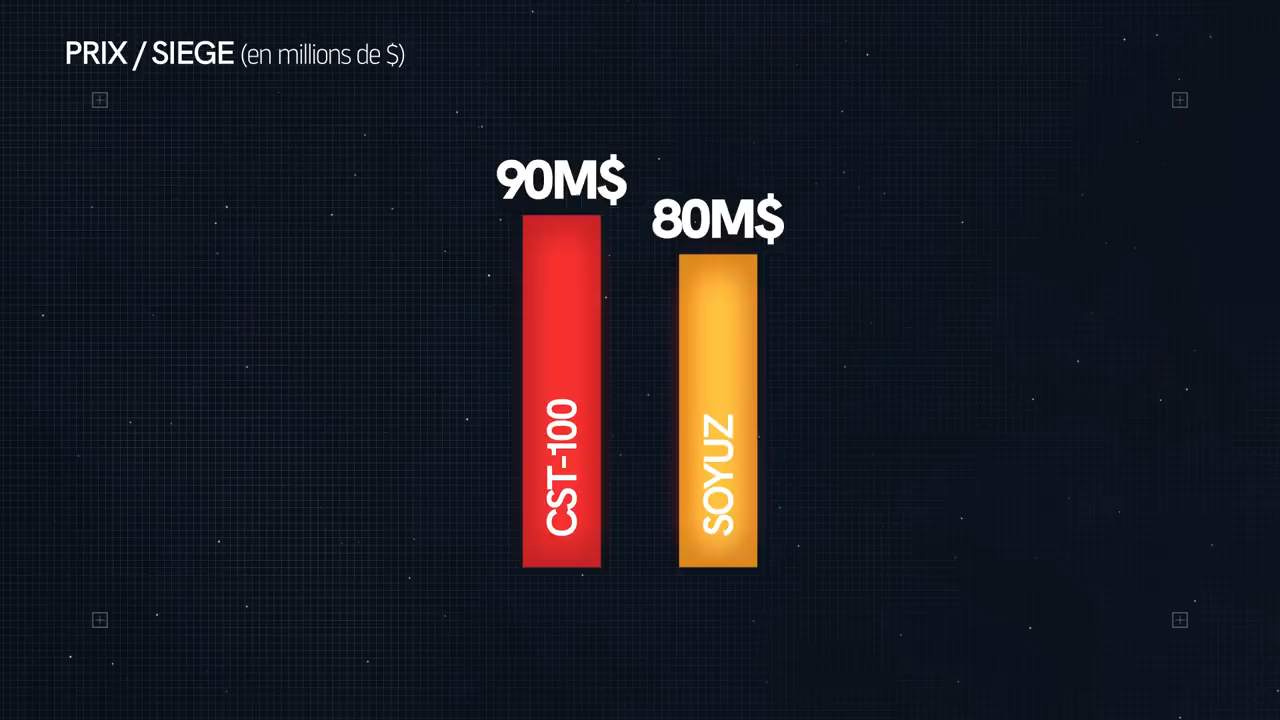 PRIX / SIEGE (en millions de $)
90M$
80M$
CST-100
SOYUZ